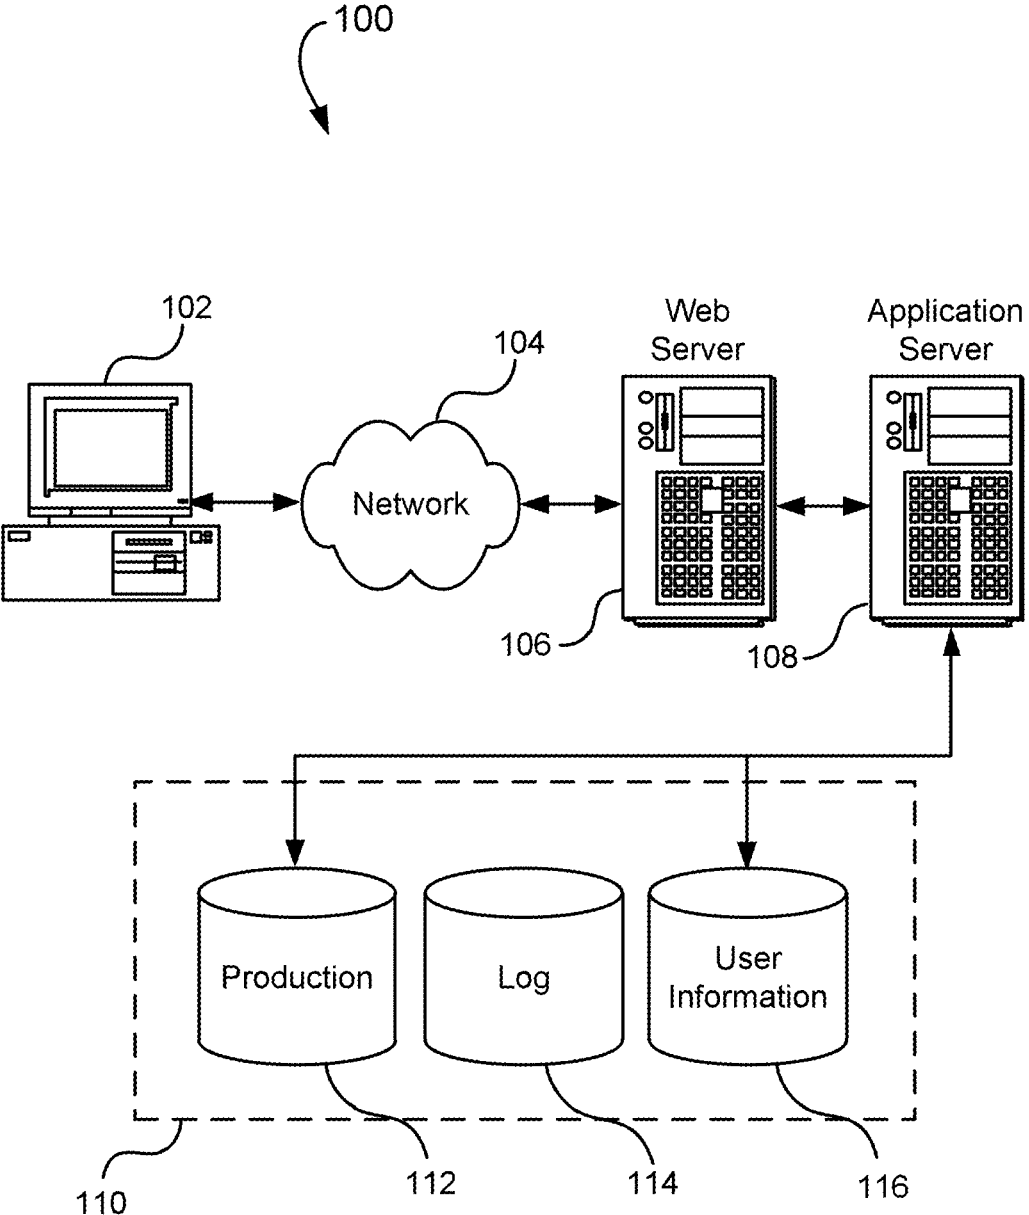 100
102
104
Web
Server
Application
Server
Network
106
108
Production
Log
User
Information
110
112
114
116